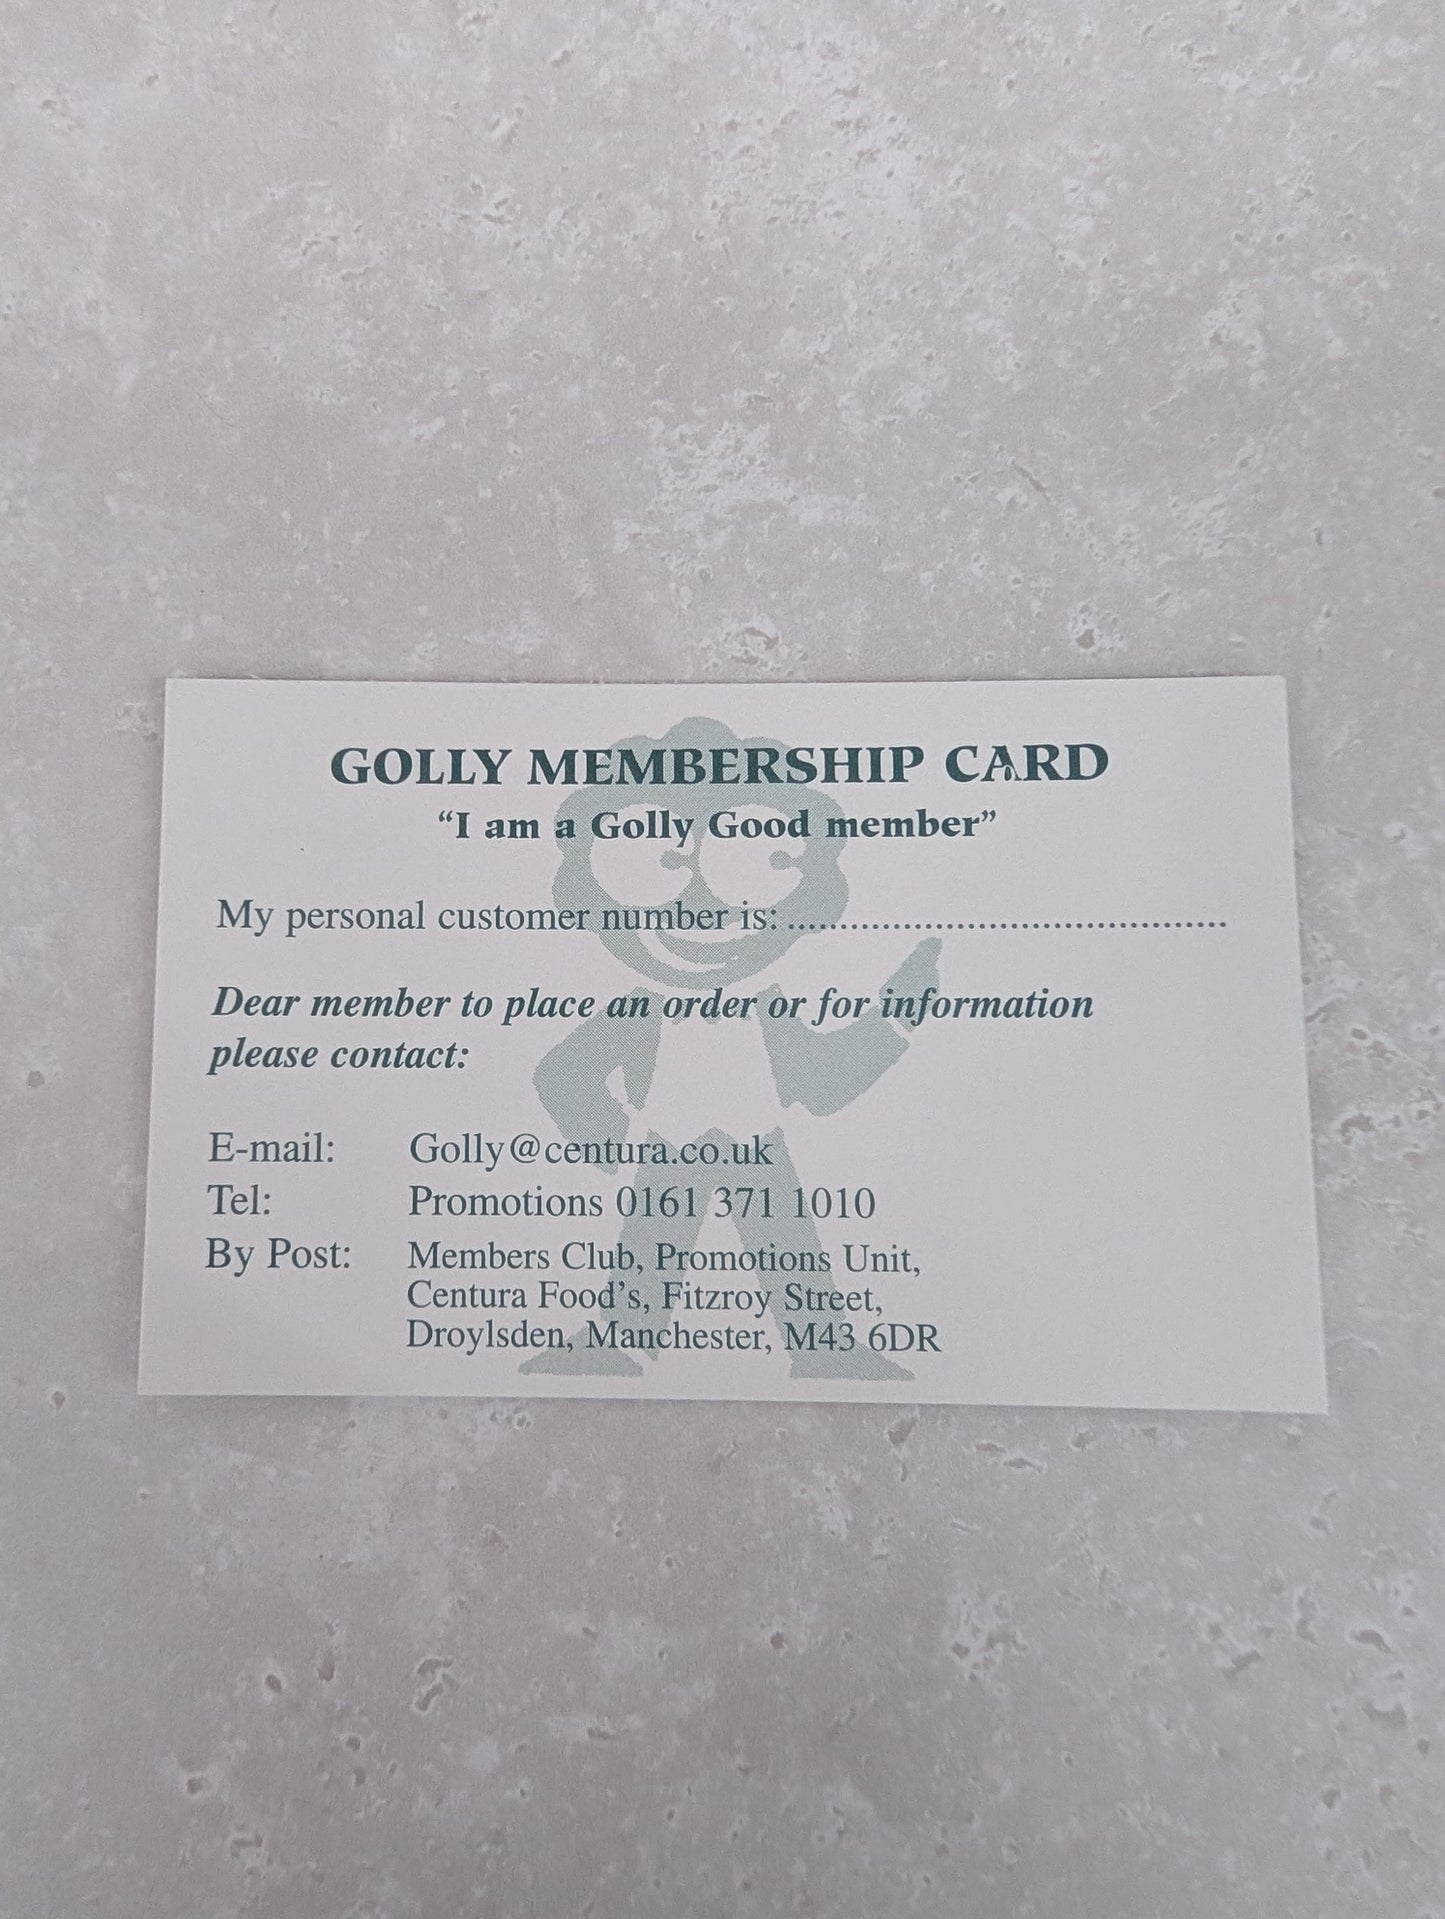 GOLLY MEMBERSHIP CARD
“I am a Golly Good member”
My personal customer number is:............................................
Dear member to place an order or for information
please contact:
E-mail: Golly@centura.co.uk
Tel: Promotions 0161 371 1010
By Post: Members Club, Promotions Unit,
Centura Food’s, Fitzroy Street,
Droylsden, Manchester, M43 6DR